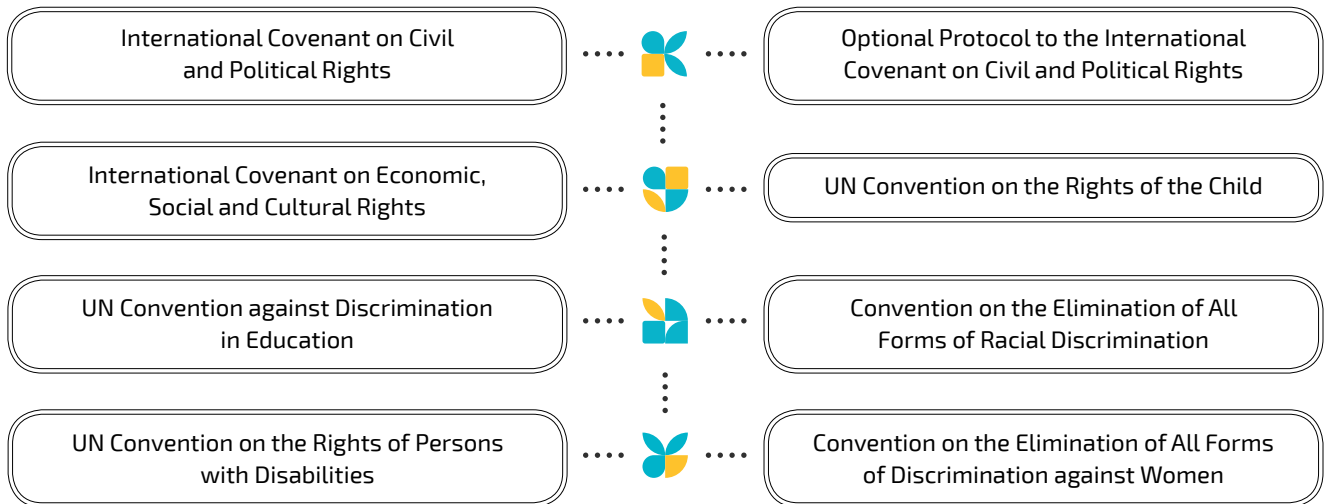 International Covenant on Civil
and Political Rights
Optional Protocol to the International
Covenant on Civil and Political Rights
International Covenant on Economic,
Social and Cultural Rights
UN Convention on the Rights of the Child
UN Convention against Discrimination
in Education
Convention on the Elimination of All
Forms of Racial Discrimination
UN Convention on the Rights of Persons
with Disabilities
Convention on the Elimination of All Forms
of Discrimination against Women